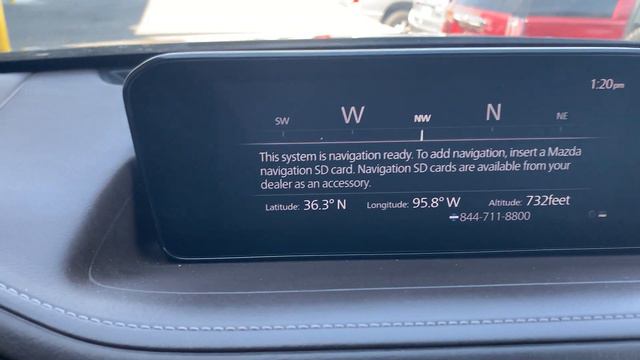 1:20pm
SW W NW N NE
This system is navigation ready. To add navigation, insert a Mazda
navigation SD card. Navigation SD cards are available from your
dealer as an accessory.
Latitude: 36.3° N Longitude: 95.8° W Altitude: 732feet
844-711-8800